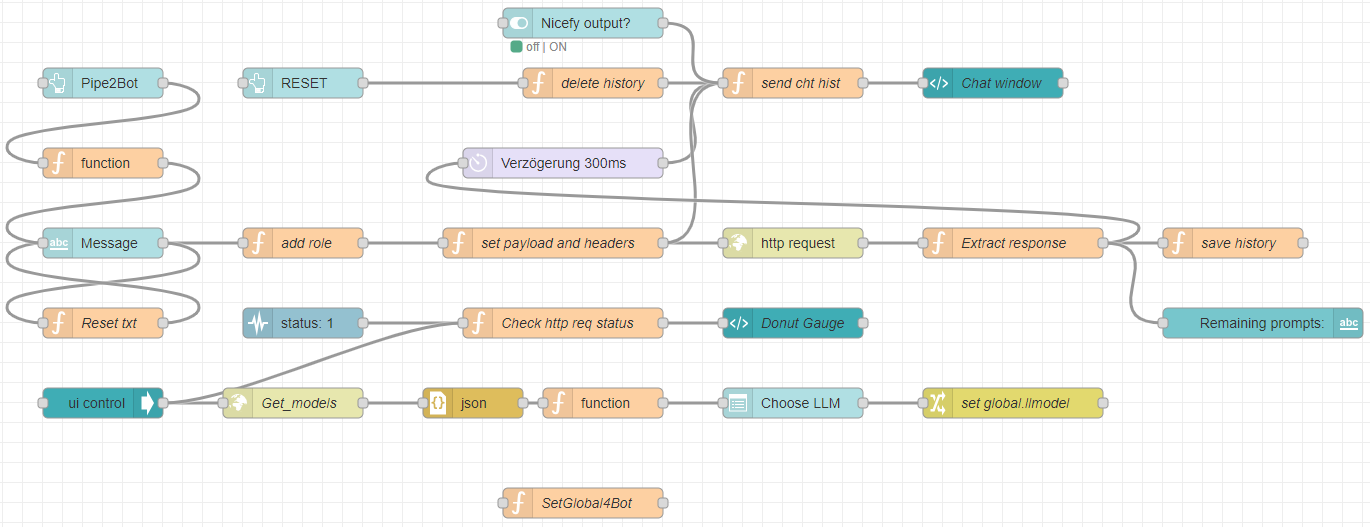 Nicefy output?
off | ON
Pipe2Bot
RESET
f delete history
f send cht hist
</> Chat window
f function
Verzögerung 300ms
abc Message
f add role
f set payload and headers
http request
f Extract response
f save history
f Reset txt
status: 1
f Check http req status
</> Donut Gauge
Remaining prompts: abc
ui control
Get_models
{} json
f function
Choose LLM
set global.llmodel
f SetGlobal4Bot